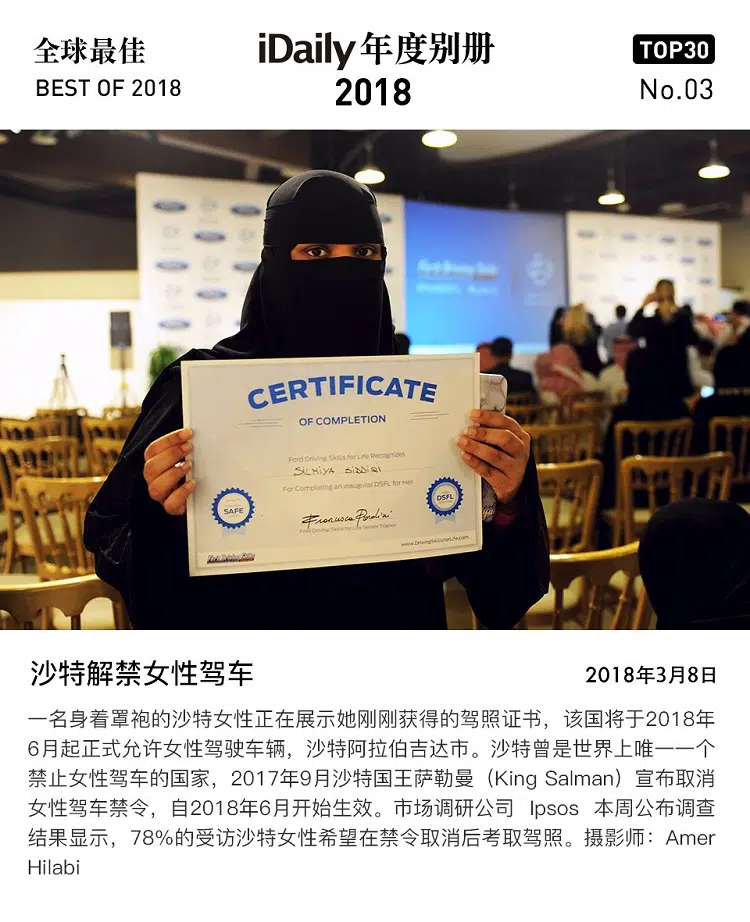 全球最佳
BEST OF 2018
iDaily 年度别册
2018
TOP30
No.03
CERTIFICATE
OF COMPLETION
Ford Driving Skills for Life Recognizes
SILMIYA SIDDIQI
For Completing an inaugural DSFL for Her
SAFE
DSFL
Ford Driving Skills for Life Senior Trainer
www.DrivingSkillsforLife.com
沙特解禁女性驾车
2018年3月8日
一名身着罩袍的沙特女性正在展示她刚刚获得的驾照证书，该国将于2018年
6月起正式允许女性驾驶车辆，沙特阿拉伯吉达市。沙特曾是世界上唯一一个
禁止女性驾车的国家，2017年9月沙特国王萨勒曼（King Salman）宣布取消
女性驾车禁令，自2018年6月开始生效。市场调研公司 Ipsos 本周公布调查
结果显示，78%的受访沙特女性希望在禁令取消后考取驾照。摄影师：Amer
Hilabi